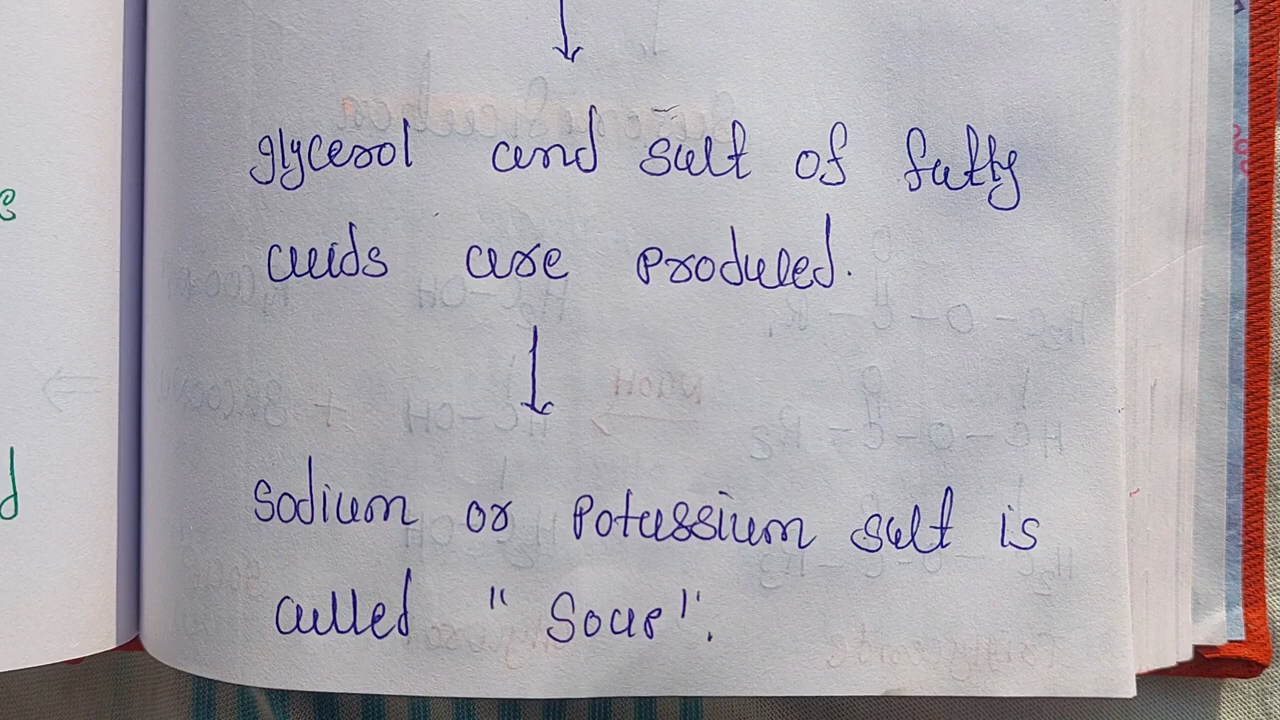 ↓
glycerol and salt of fatty
acids are produced.
↓
Sodium or Potassium salt is
called "Soap".
s
d